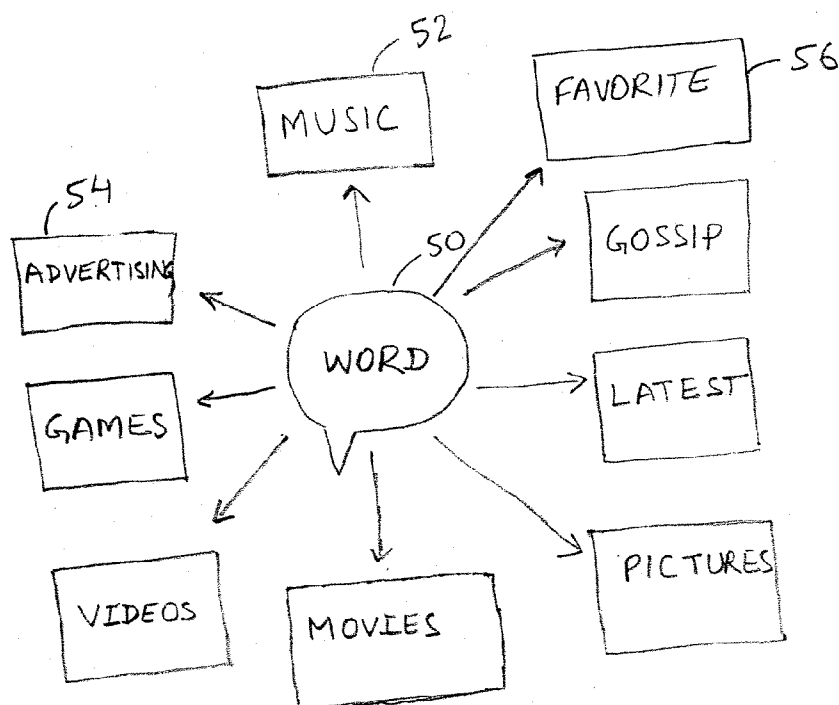 52
MUSIC
FAVORITE
56
54
ADVERTISING
50
GOSSIP
WORD
GAMES
LATEST
VIDEOS
MOVIES
PICTURES